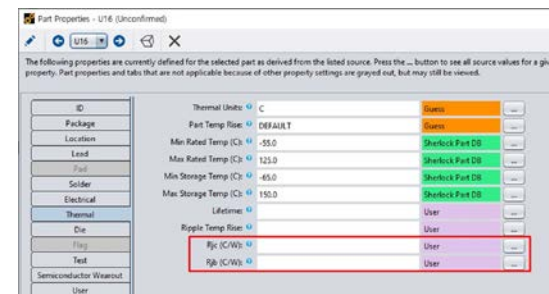 Part Properties - U16 (Unconfirmed)
U16
The following properties are currently defined for the selected part as derived from the listed source. Press the ... button to see all source values for a giv
property. Part properties and tabs that are not applicable because of other property settings are grayed out, but may still be viewed.
ID
Package
Location
Lead
Pad
Solder
Electrical
Thermal
Die
Flag
Test
Semiconductor Wearout
User
Thermal Units: C Guess ...
Part Temp Rise: DEFAULT Guess ...
Min Rated Temp (C): -55.0 Sherlock Part DB ...
Max Rated Temp (C): 125.0 Sherlock Part DB ...
Min Storage Temp (C): -65.0 Sherlock Part DB ...
Max Storage Temp (C): 150.0 Sherlock Part DB ...
Lifetime: User ...
Ripple Temp Rise: User ...
Rjc (C/W): User ...
Rjb (C/W): User ...